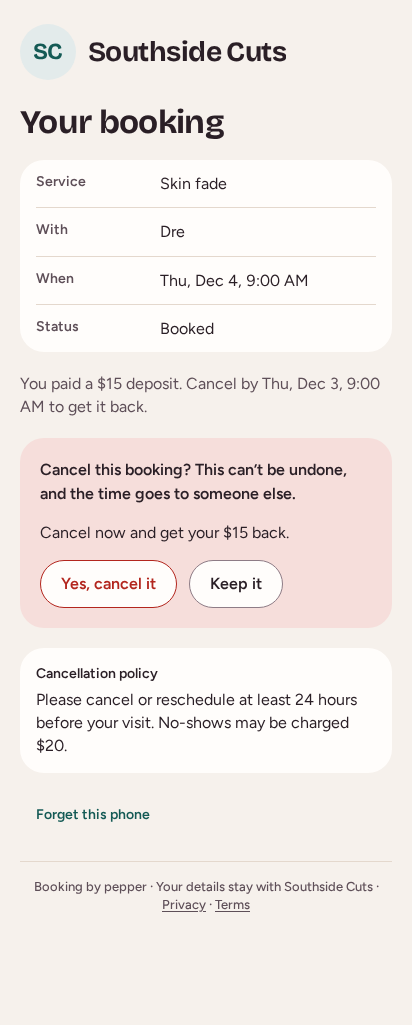 SC
Southside Cuts
Your booking
Service Skin fade
With Dre
When Thu, Dec 4, 9:00 AM
Status Booked
You paid a $15 deposit. Cancel by Thu, Dec 3, 9:00
AM to get it back.
Cancel this booking? This can’t be undone,
and the time goes to someone else.
Cancel now and get your $15 back.
Yes, cancel it Keep it
Cancellation policy
Please cancel or reschedule at least 24 hours
before your visit. No-shows may be charged
$20.
Forget this phone
Booking by pepper · Your details stay with Southside Cuts ·
Privacy · Terms